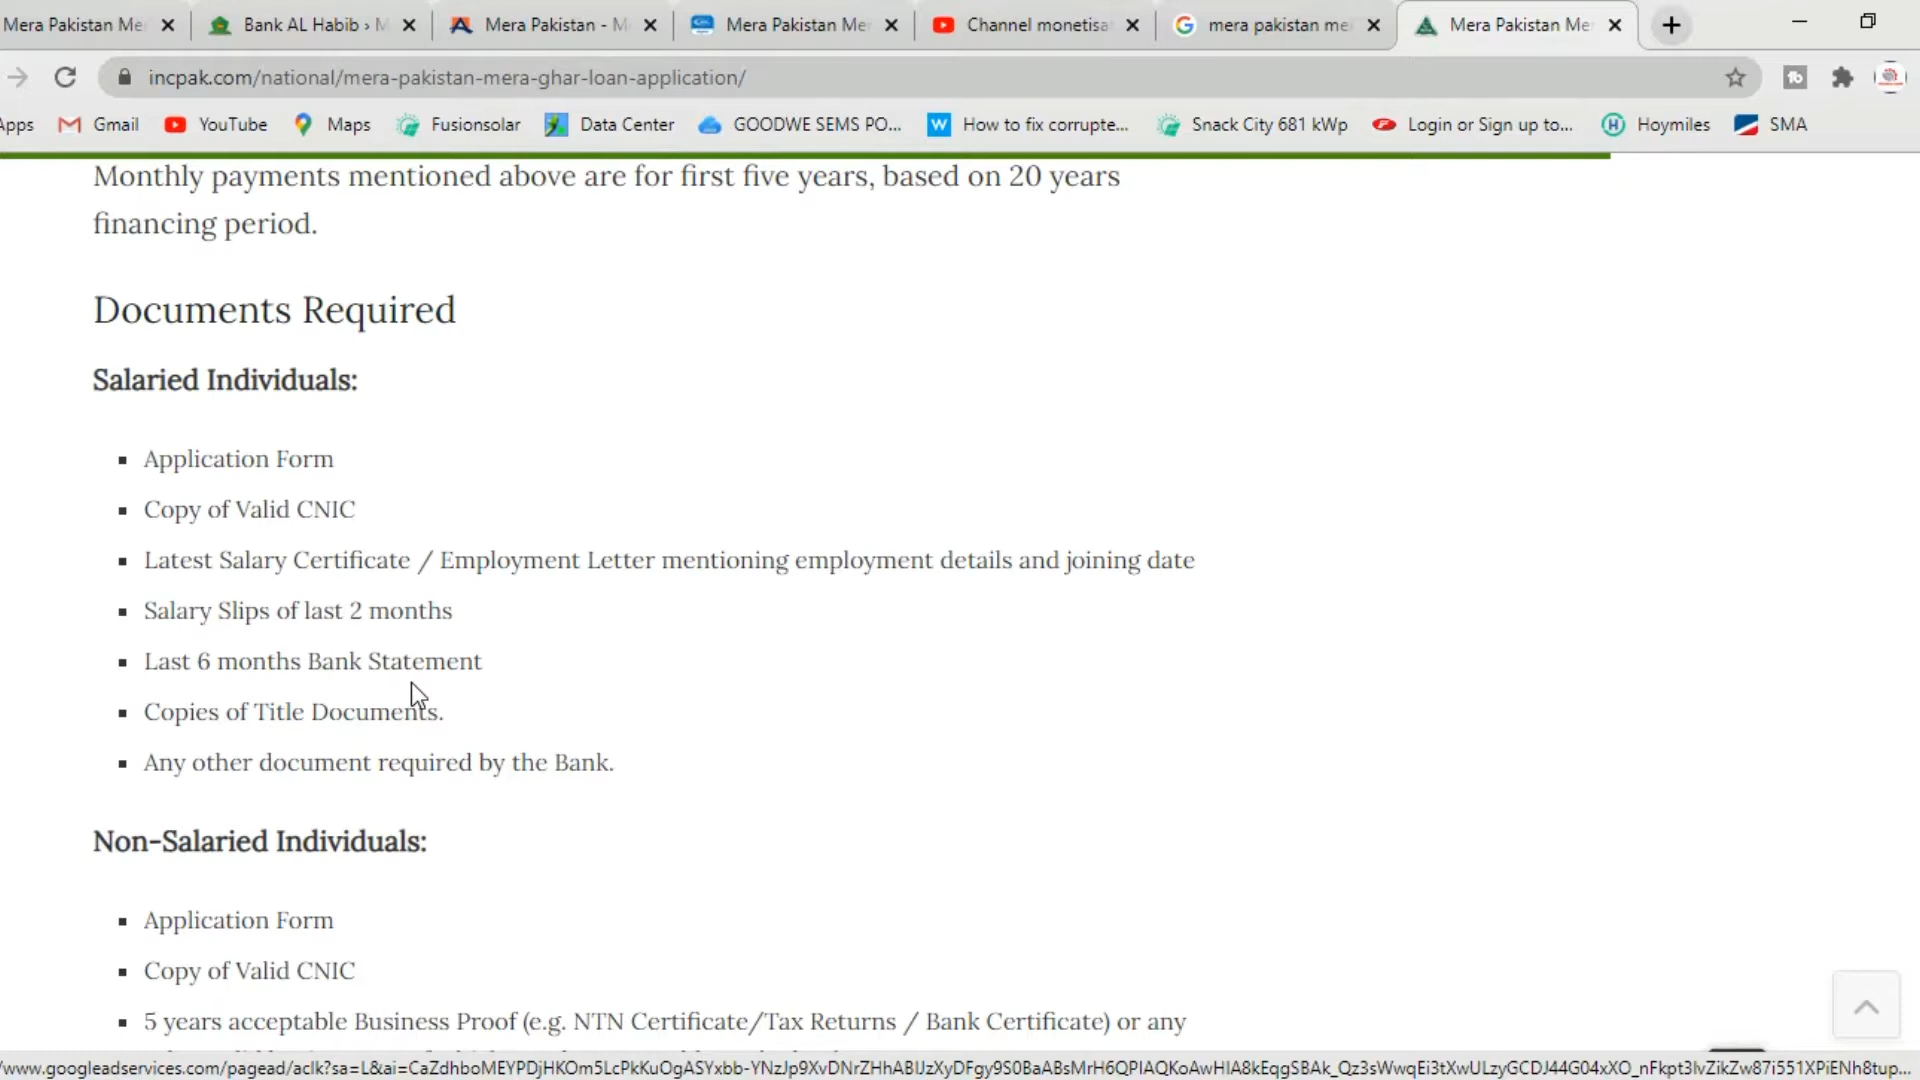 Mera Pakistan Me
Bank AL Habib › M
Mera Pakistan - M
Mera Pakistan Me
Channel monetisa
mera pakistan me
Mera Pakistan Me
incpak.com/national/mera-pakistan-mera-ghar-loan-application/
Apps
Gmail
YouTube
Maps
Fusionsolar
Data Center
GOODWE SEMS PO...
How to fix corrupte...
Snack City 681 kWp
Login or Sign up to...
Hoymiles
SMA
Monthly payments mentioned above are for first five years, based on 20 years
financing period.
Documents Required
Salaried Individuals:
Application Form
Copy of Valid CNIC
Latest Salary Certificate / Employment Letter mentioning employment details and joining date
Salary Slips of last 2 months
Last 6 months Bank Statement
Copies of Title Documents.
Any other document required by the Bank.
Non-Salaried Individuals:
Application Form
Copy of Valid CNIC
5 years acceptable Business Proof (e.g. NTN Certificate/Tax Returns / Bank Certificate) or any